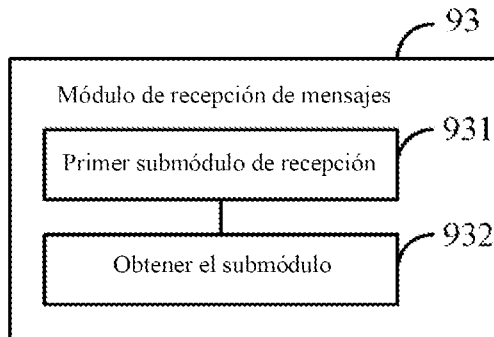 93
Módulo de recepción de mensajes
931
Primer submódulo de recepción
932
Obtener el submódulo